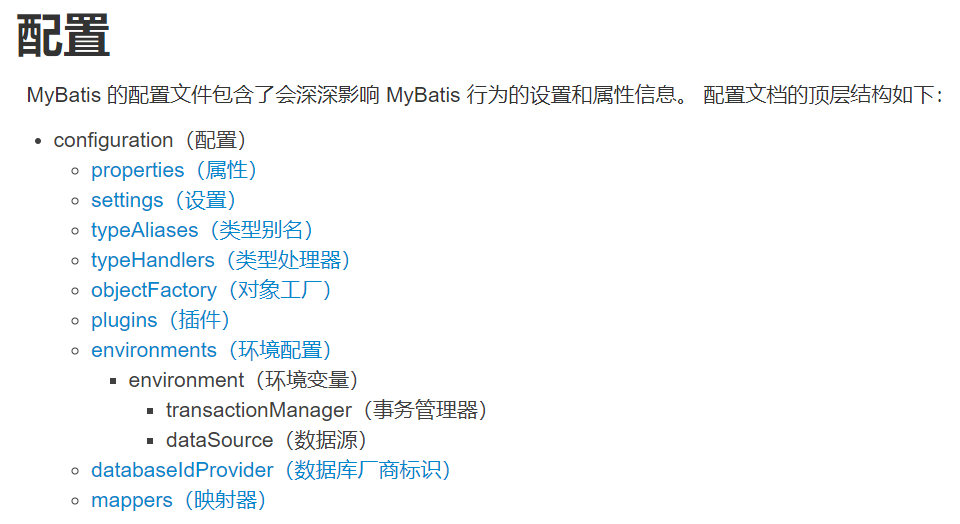 配置
MyBatis 的配置文件包含了会深深影响 MyBatis 行为的设置和属性信息。 配置文档的顶层结构如下：
configuration（配置）
properties（属性）
settings（设置）
typeAliases（类型别名）
typeHandlers（类型处理器）
objectFactory（对象工厂）
plugins（插件）
environments（环境配置）
environment（环境变量）
transactionManager（事务管理器）
dataSource（数据源）
databaseIdProvider（数据库厂商标识）
mappers（映射器）